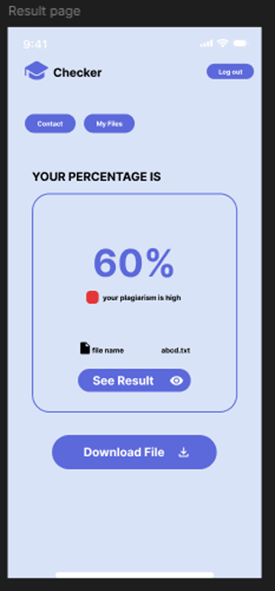 Result page
9:41
Checker
Log out
Contact
My Files
YOUR PERCENTAGE IS
60%
your plagiarism is high
file name
abcd.txt
See Result
Download File